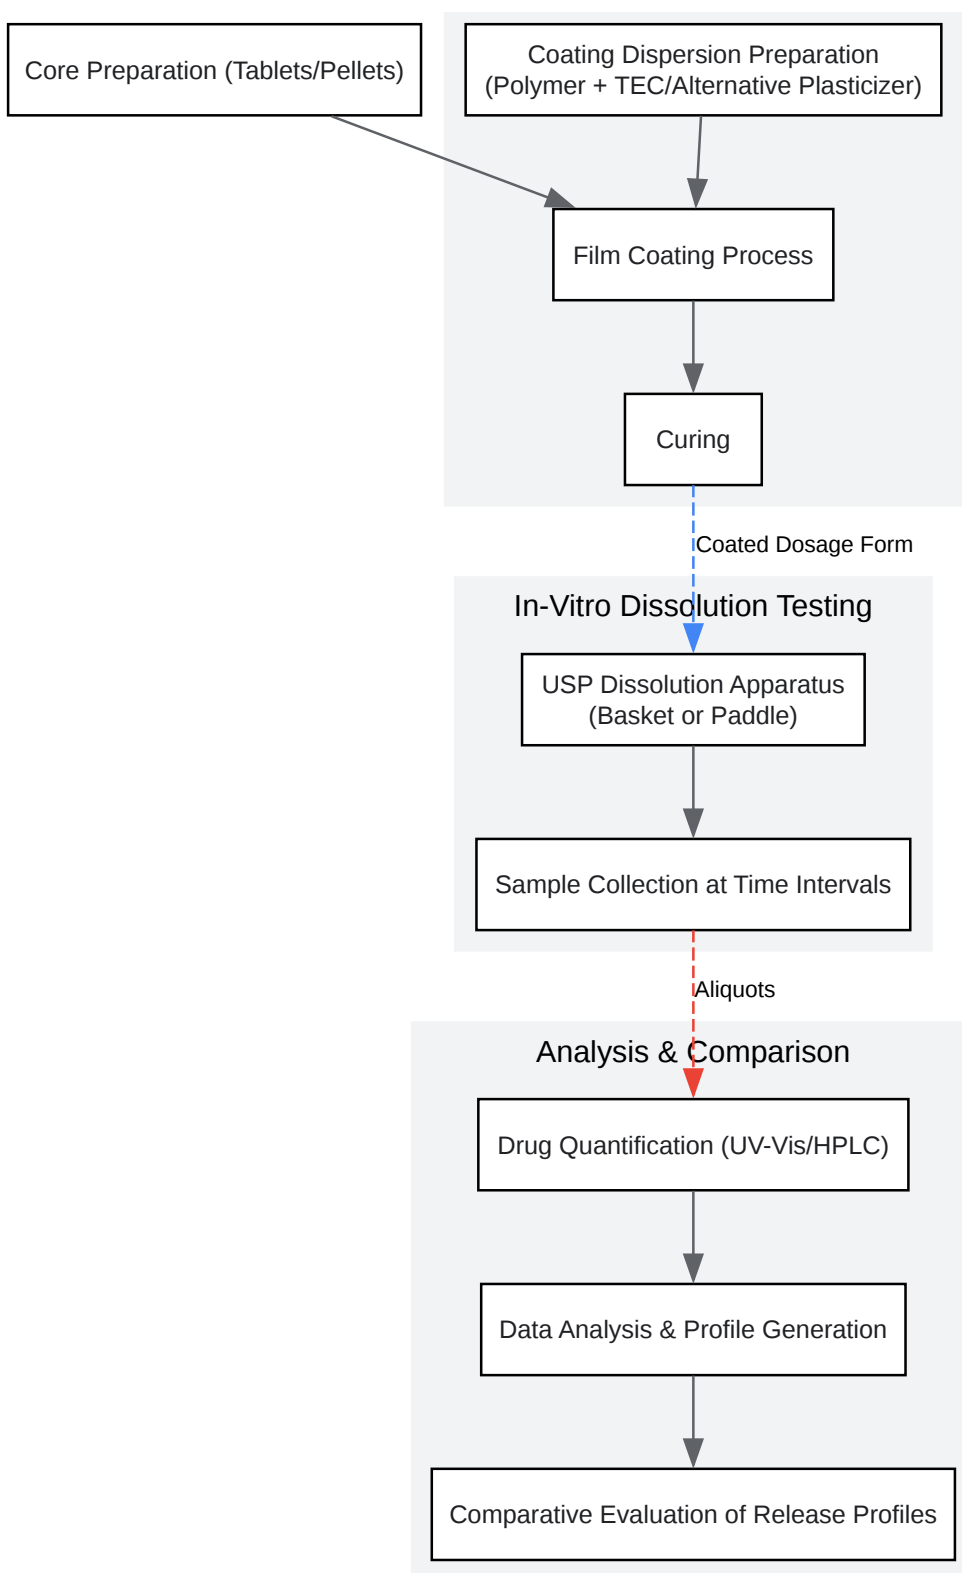 Core Preparation (Tablets/Pellets)
Coating Dispersion Preparation
(Polymer + TEC/Alternative Plasticizer)
Film Coating Process
Curing
Coated Dosage Form
In-Vitro Dissolution Testing
USP Dissolution Apparatus
(Basket or Paddle)
Sample Collection at Time Intervals
Aliquots
Analysis & Comparison
Drug Quantification (UV-Vis/HPLC)
Data Analysis & Profile Generation
Comparative Evaluation of Release Profiles